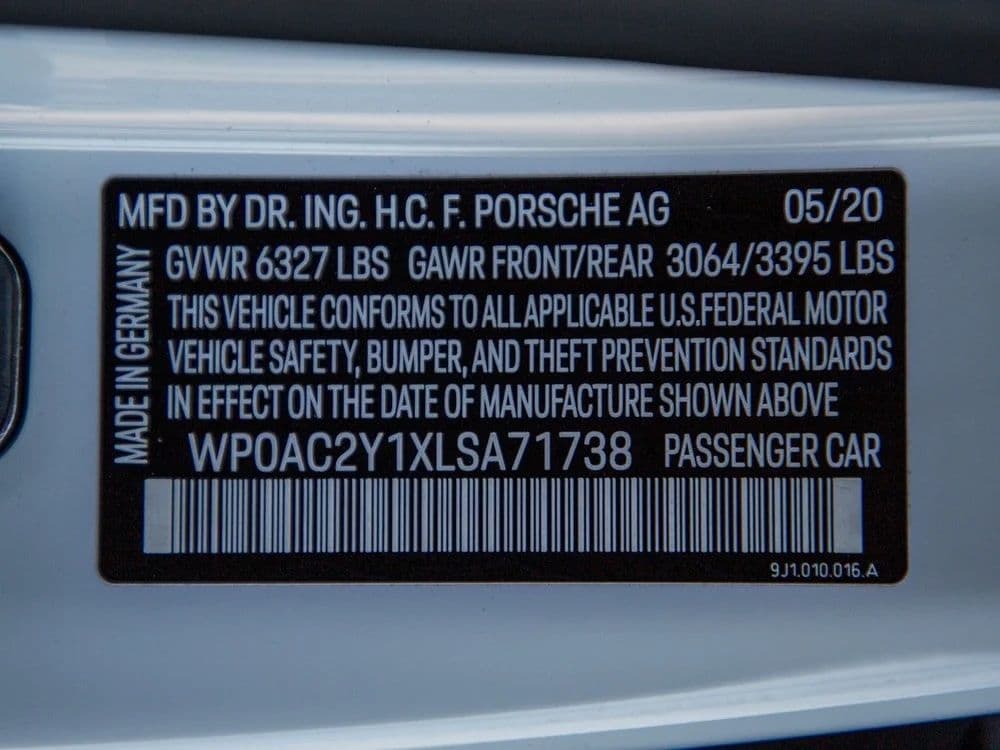 MFD BY DR. ING. H.C. F. PORSCHE AG 05/20
MADE IN GERMANY
GVWR 6327 LBS GAWR FRONT/REAR 3064/3395 LBS
THIS VEHICLE CONFORMS TO ALL APPLICABLE U.S.FEDERAL MOTOR
VEHICLE SAFETY, BUMPER, AND THEFT PREVENTION STANDARDS
IN EFFECT ON THE DATE OF MANUFACTURE SHOWN ABOVE
WP0AC2Y1XLSA71738 PASSENGER CAR
9J1.010.016.A